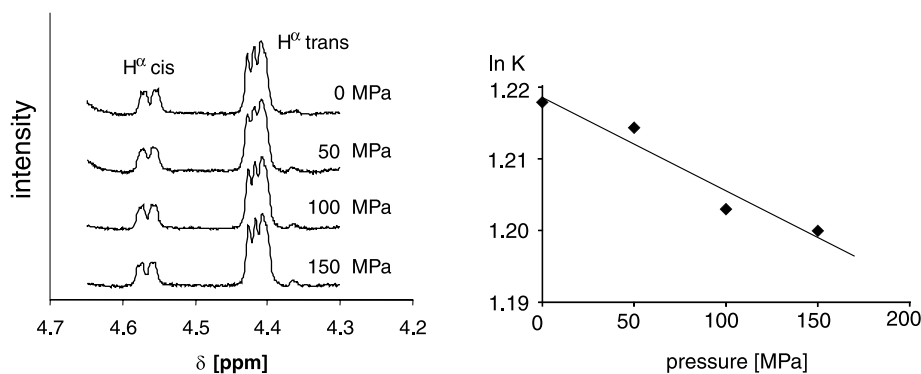 H^α trans
H^α cis
0 MPa
50 MPa
100 MPa
150 MPa
intensity
4.7 4.6 4.5 4.4 4.3 4.2
δ [ppm]
ln K
1.22
1.21
1.20
1.19
0 50 100 150 200
pressure [MPa]